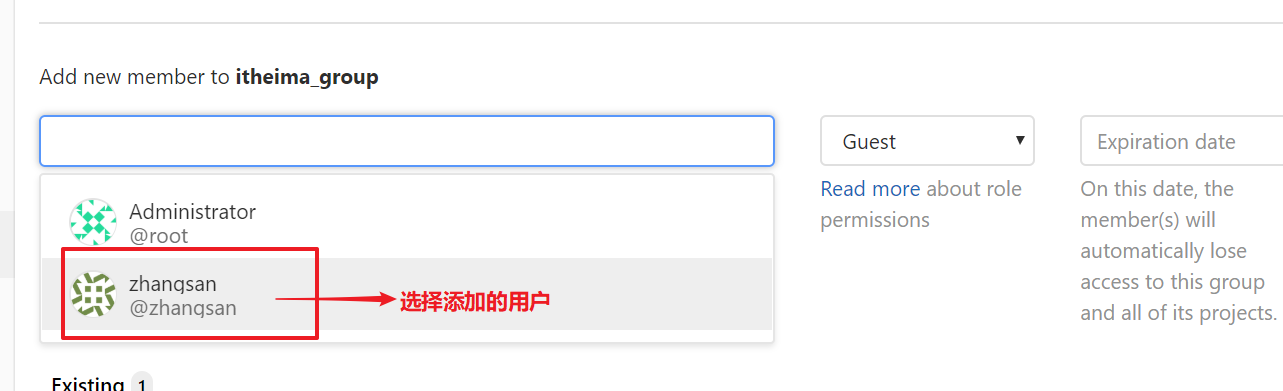 Add new member to itheima_group
Guest
Expiration date
Administrator
@root
zhangsan
@zhangsan
选择添加的用户
Read more about role
permissions
On this date, the
member(s) will
automatically lose
access to this group
and all of its projects.
Existing 1